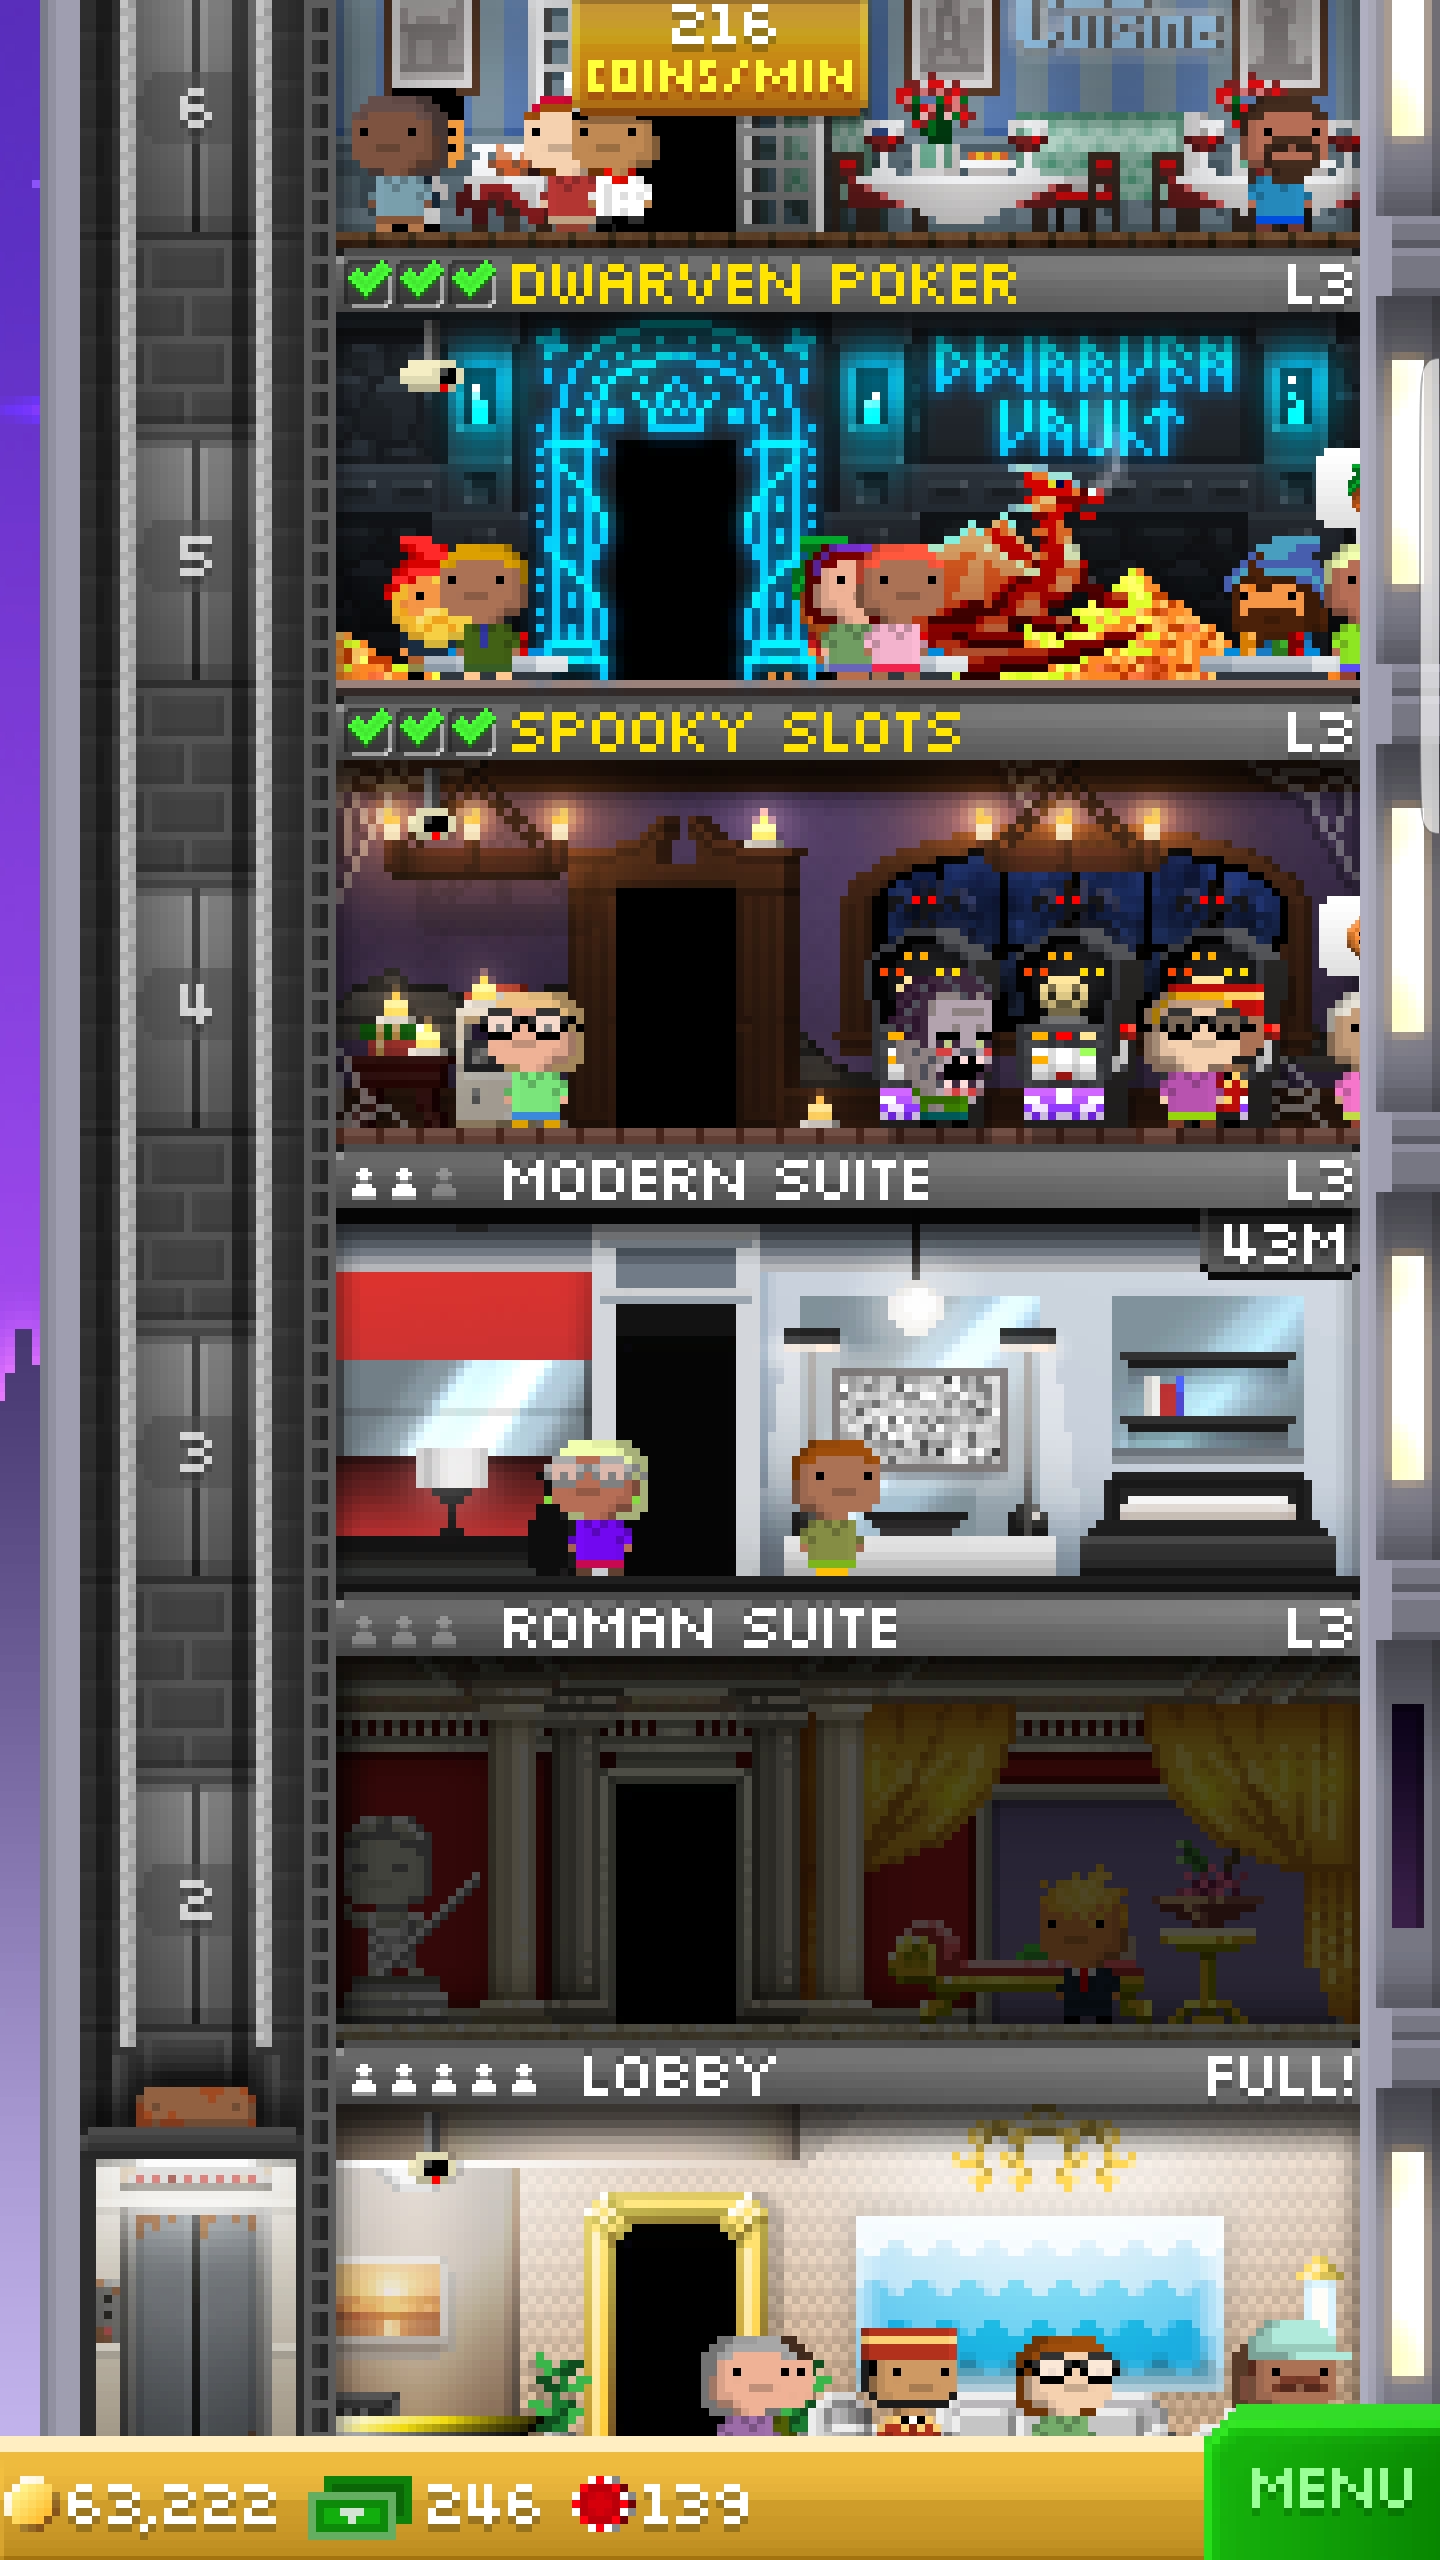 216
COINS/MIN
Cuisine
6
DWARVEN POKER L3
DWARVEN
VAULT
5
SPOOKY SLOTS L3
4
MODERN SUITE L3
43M
3
ROMAN SUITE L3
2
LOBBY FULL!
63,222 246 139
MENU